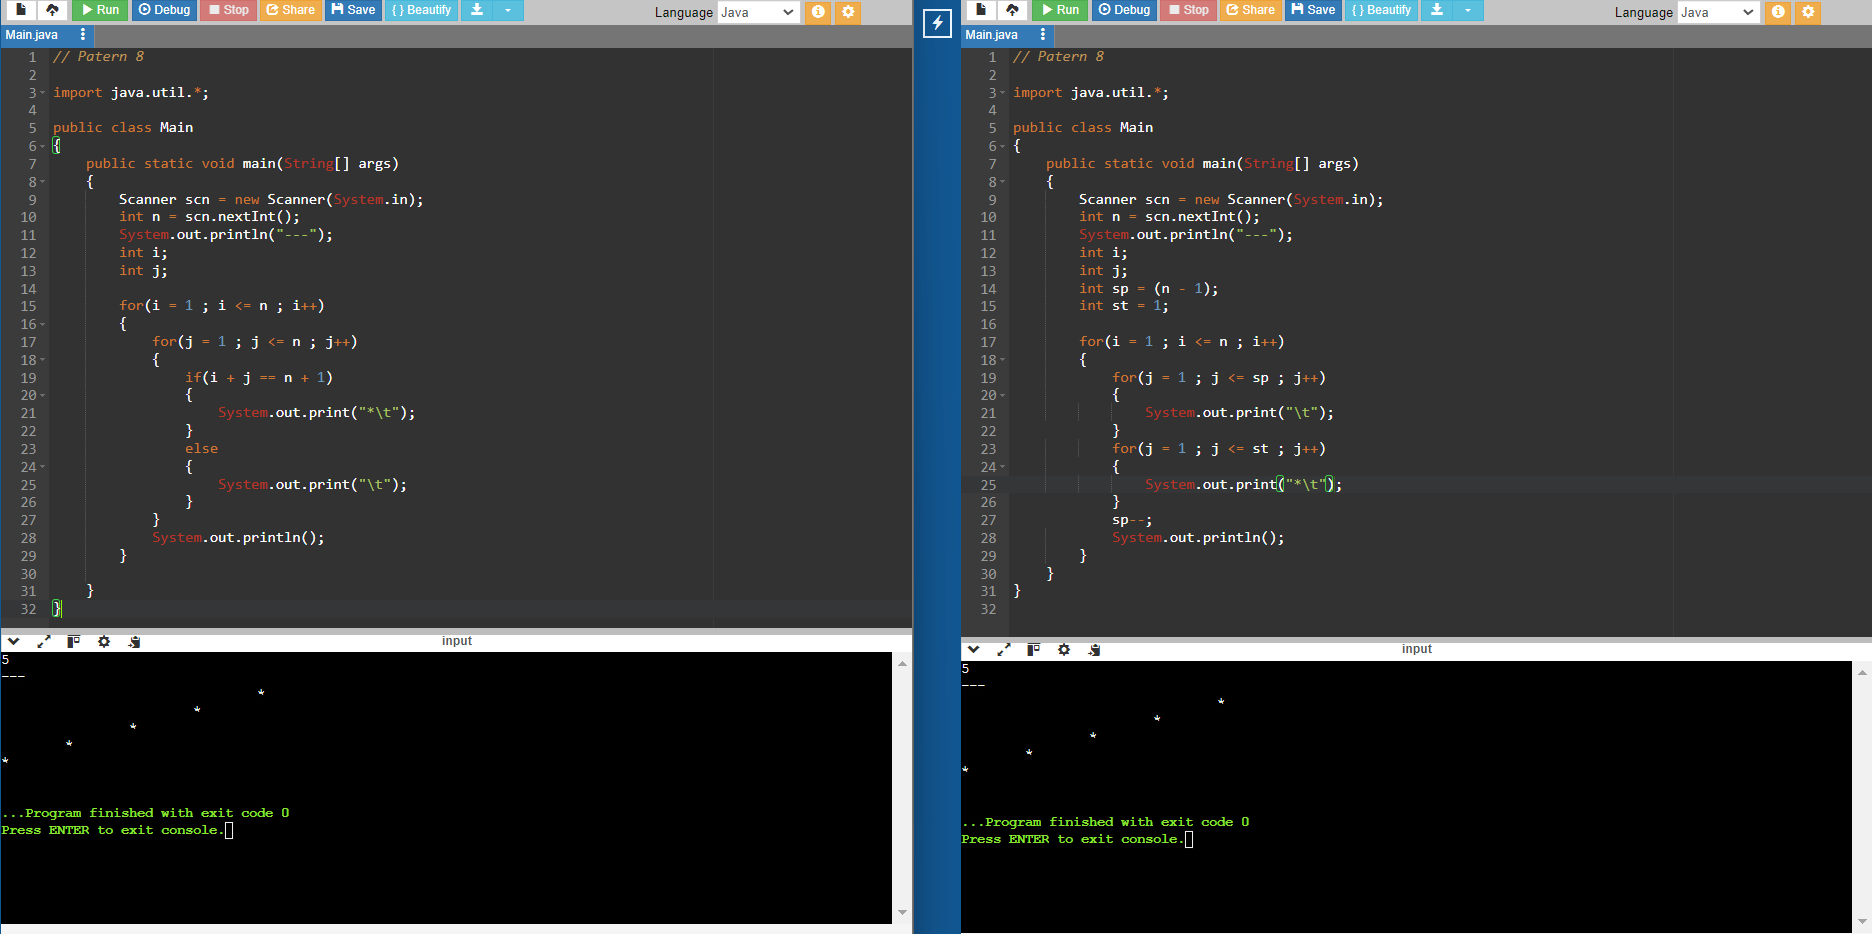 Run Debug Stop Share Save { } Beautify Language Java
Main.java
1 // Patern 8
2
3 import java.util.*;
4
5 public class Main
6 {
7 public static void main(String[] args)
8 {
9 Scanner scn = new Scanner(System.in);
10 int n = scn.nextInt();
11 System.out.println("---");
12 int i;
13 int j;
14
15 for(i = 1 ; i <= n ; i++)
16 {
17 for(j = 1 ; j <= n ; j++)
18 {
19 if(i + j == n + 1)
20 {
21 System.out.print("*\t");
22 }
23 else
24 {
25 System.out.print("\t");
26 }
27 }
28 System.out.println();
29 }
30
31 }
32 }
input
5
---
*
*
*
*
*
...Program finished with exit code 0
Press ENTER to exit console.
Run Debug Stop Share Save { } Beautify Language Java
Main.java
1 // Patern 8
2
3 import java.util.*;
4
5 public class Main
6 {
7 public static void main(String[] args)
8 {
9 Scanner scn = new Scanner(System.in);
10 int n = scn.nextInt();
11 System.out.println("---");
12 int i;
13 int j;
14 int sp = (n - 1);
15 int st = 1;
16
17 for(i = 1 ; i <= n ; i++)
18 {
19 for(j = 1 ; j <= sp ; j++)
20 {
21 System.out.print("\t");
22 }
23 for(j = 1 ; j <= st ; j++)
24 {
25 System.out.print("*\t");
26 }
27 sp--;
28 System.out.println();
29 }
30 }
31 }
32
input
5
---
*
*
*
*
*
...Program finished with exit code 0
Press ENTER to exit console.